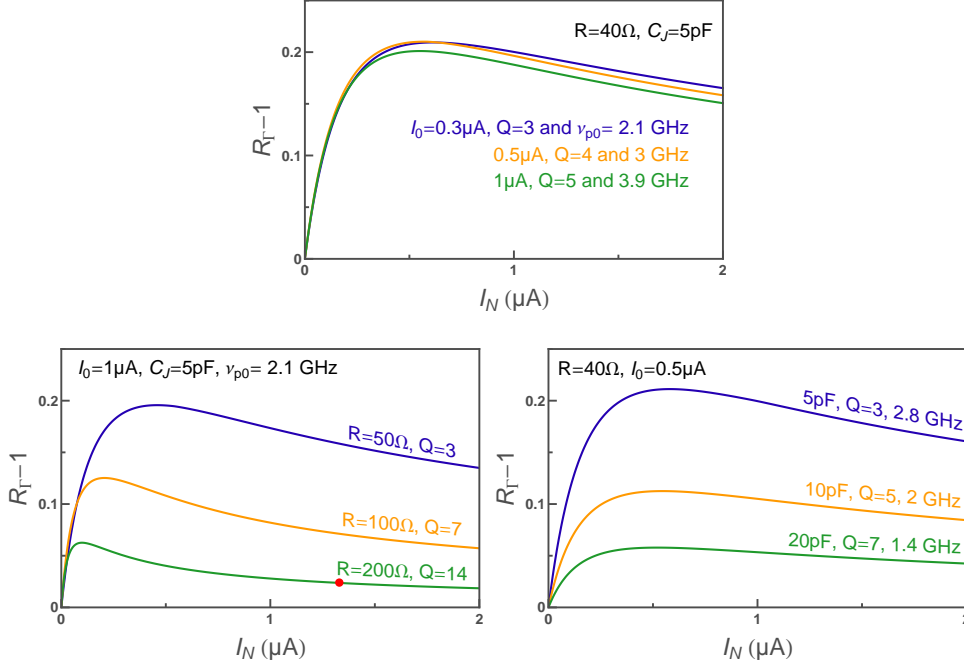 R=40Ω, C_J=5pF
0.2
0.1
0
R_Γ−1
I_0=0.3μA, Q=3 and ν_p0= 2.1 GHz
0.5μA, Q=4 and 3 GHz
1μA, Q=5 and 3.9 GHz
0 1 2
I_N (μA)
I_0=1μA, C_J=5pF, ν_p0= 2.1 GHz
0.2
0.1
0
R_Γ−1
R=50Ω, Q=3
R=100Ω, Q=7
R=200Ω, Q=14
0 1 2
I_N (μA)
R=40Ω, I_0=0.5μA
0.2
0.1
0
R_Γ−1
5pF, Q=3, 2.8 GHz
10pF, Q=5, 2 GHz
20pF, Q=7, 1.4 GHz
0 1 2
I_N (μA)